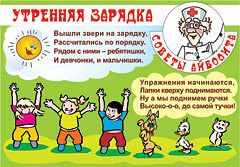 УТРЕННЯЯ ЗАРЯДКА
СОВЕТЫ АЙБОЛИТА
Вышли звери на зарядку,
Рассчитались по порядку.
Рядом с ними – ребятишки,
И девчонки, и мальчишки.
Упражнения начинаются,
Лапки кверху поднимаются.
Ну а мы поднимем ручки
Высоко-о-о, до самой тучки!